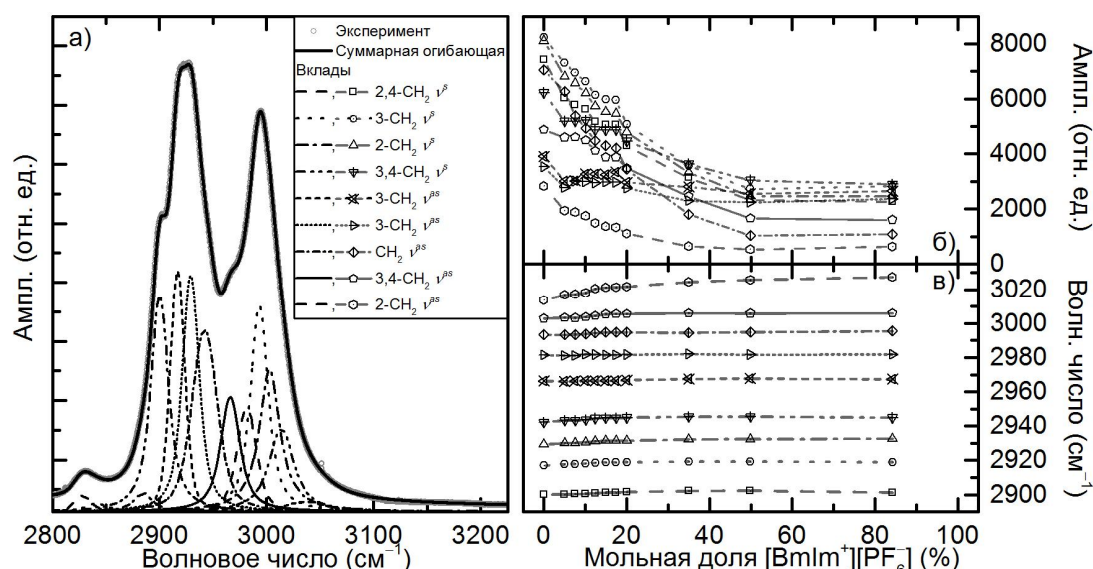 а)
Эксперимент
Суммарная огибающая
Вклады
2,4-CH₂ νˢ
3-CH₂ νˢ
2-CH₂ νˢ
3,4-CH₂ νˢ
3-CH₂ νᵃˢ
3-CH₂ νᵃˢ
CH₂ νᵃˢ
3,4-CH₂ νᵃˢ
2-CH₂ νᵃˢ
Ампл. (отн. ед.)
2800 2900 3000 3100 3200
Волновое число (см⁻¹)
б)
8000
6000
4000
2000
0
Ампл. (отн. ед.)
в)
3020
3000
2980
2960
2940
2920
2900
Волн. число (см⁻¹)
0 20 40 60 80 100
Мольная доля [BmIm⁺][PF₆⁻] (%)